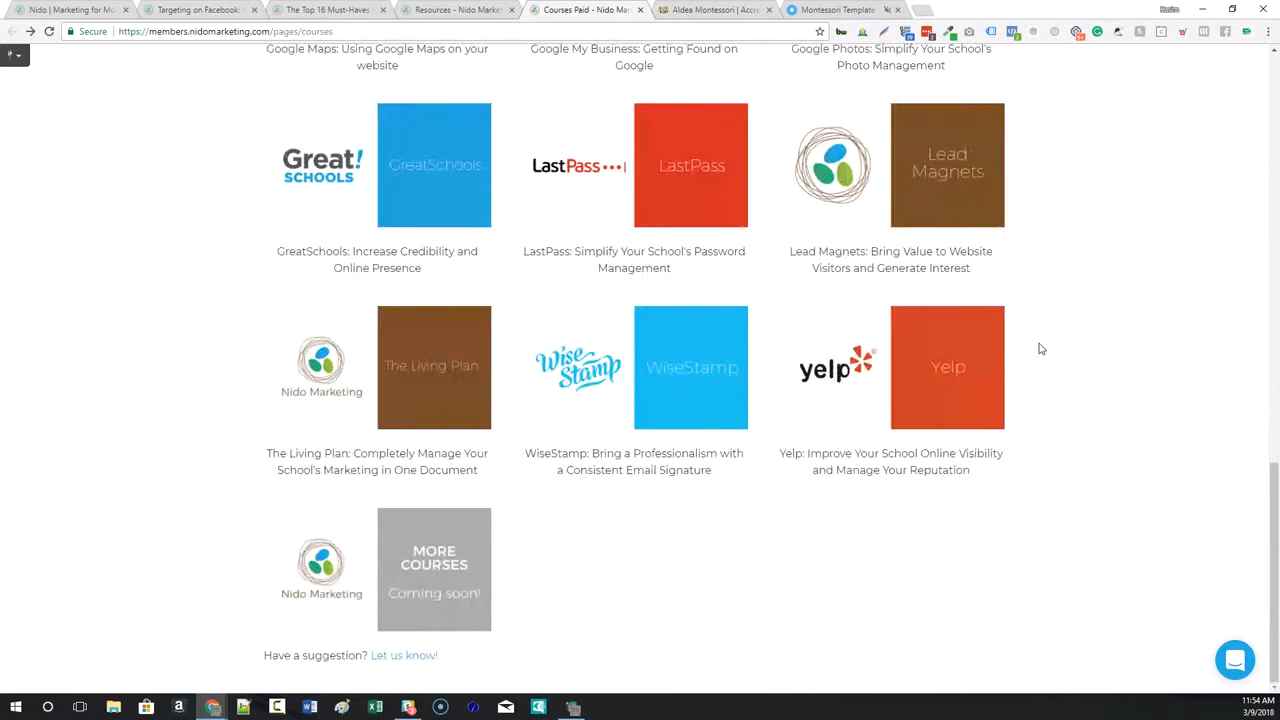 Nido | Marketing for Mo
Targeting on Facebook
The Top 16 Must-Haves
Resources - Nido Marke
Courses Paid - Nido Mar
Aldea Montessori | Accr
Montessori Template
Secure
https://members.nidomarketing.com/pages/courses
Google Maps: Using Google Maps on your
website
Google My Business: Getting Found on
Google
Google Photos: Simplify Your School's
Photo Management
Great!
SCHOOLS
GreatSchools
LastPass
LastPass
Lead
Magnets
GreatSchools: Increase Credibility and
Online Presence
LastPass: Simplify Your School's Password
Management
Lead Magnets: Bring Value to Website
Visitors and Generate Interest
Nido Marketing
The Living Plan
Wise
Stamp
WiseStamp
yelp
Yelp
The Living Plan: Completely Manage Your
School's Marketing in One Document
WiseStamp: Bring a Professionalism with
a Consistent Email Signature
Yelp: Improve Your School Online Visibility
and Manage Your Reputation
Nido Marketing
MORE
COURSES
Coming soon!
Have a suggestion? Let us know!
11:54 AM
3/9/2018